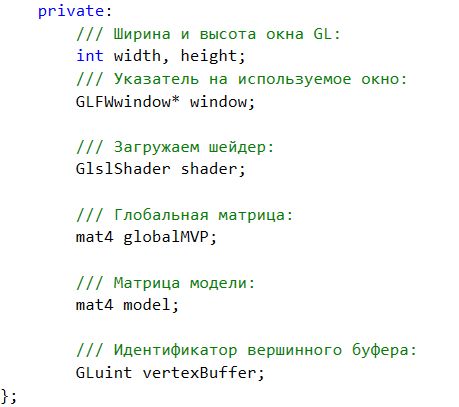 private:
/// Ширина и высота окна GL:
int width, height;
/// Указатель на используемое окно:
GLFWwindow* window;
/// Загружаем шейдер:
GlslShader shader;
/// Глобальная матрица:
mat4 globalMVP;
/// Матрица модели:
mat4 model;
/// Идентификатор вершинного буфера:
GLuint vertexBuffer;
};